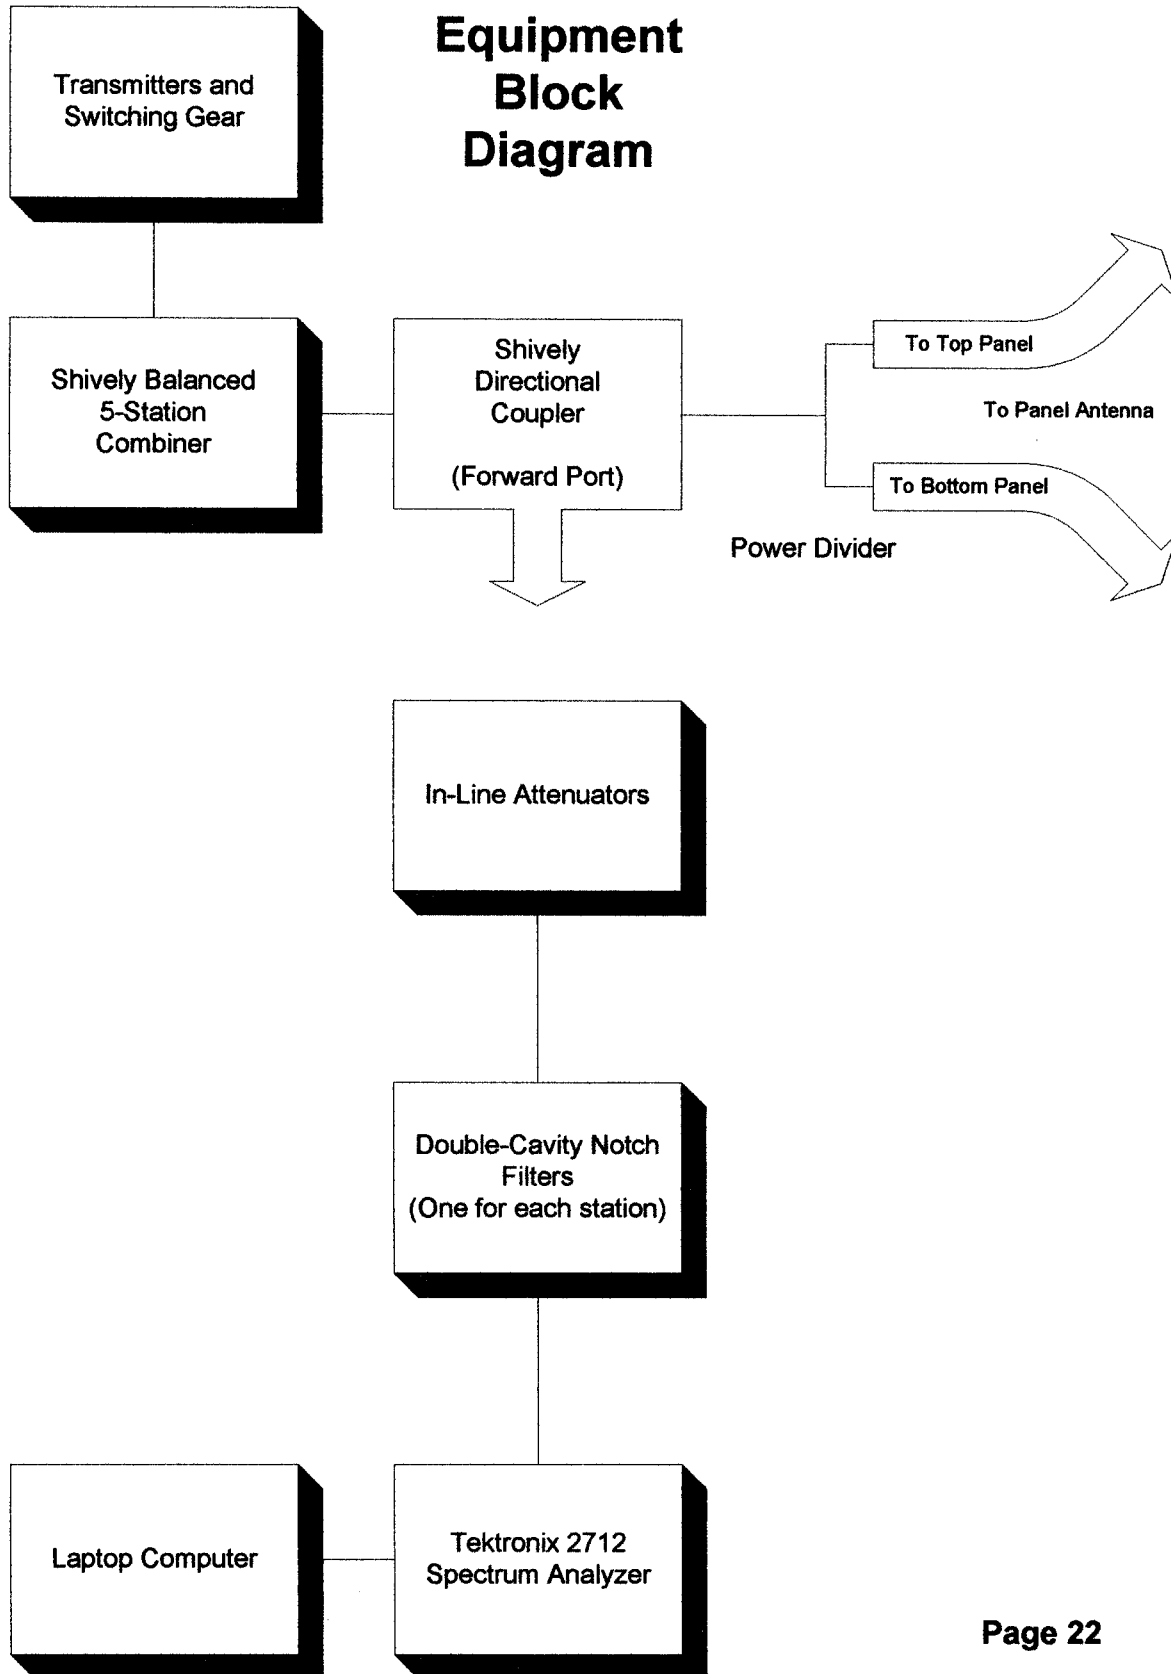 Equipment
Block
Diagram
Transmitters and
Switching Gear
Shively Balanced
5-Station
Combiner
Shively
Directional
Coupler
(Forward Port)
To Top Panel
To Panel Antenna
To Bottom Panel
Power Divider
In-Line Attenuators
Double-Cavity Notch
Filters
(One for each station)
Laptop Computer
Tektronix 2712
Spectrum Analyzer
Page 22